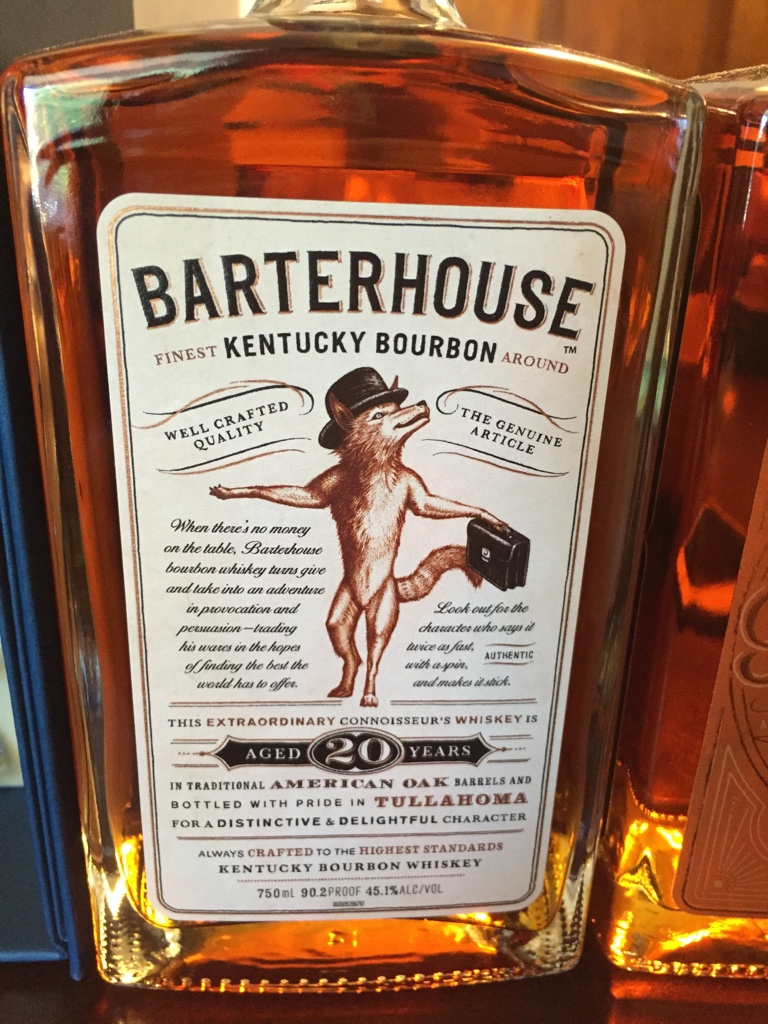 BARTERHOUSE™
FINEST KENTUCKY BOURBON AROUND
WELL CRAFTED
QUALITY
THE GENUINE
ARTICLE
When there's no money
on the table, Barterhouse
bourbon whiskey turns give
and take into an adventure
in provocation and
persuasion—trading
his wares in the hopes
of finding the best the
world has to offer.
Look out for the
character who says it
twice as fast,
with a spin,
and makes it stick.
AUTHENTIC
THIS EXTRAORDINARY CONNOISSEUR'S WHISKEY IS
AGED 20 YEARS
IN TRADITIONAL AMERICAN OAK BARRELS AND
BOTTLED WITH PRIDE IN TULLAHOMA
FOR A DISTINCTIVE & DELIGHTFUL CHARACTER
ALWAYS CRAFTED TO THE HIGHEST STANDARDS
KENTUCKY BOURBON WHISKEY
750mL 90.2PROOF 45.1%ALC/VOL